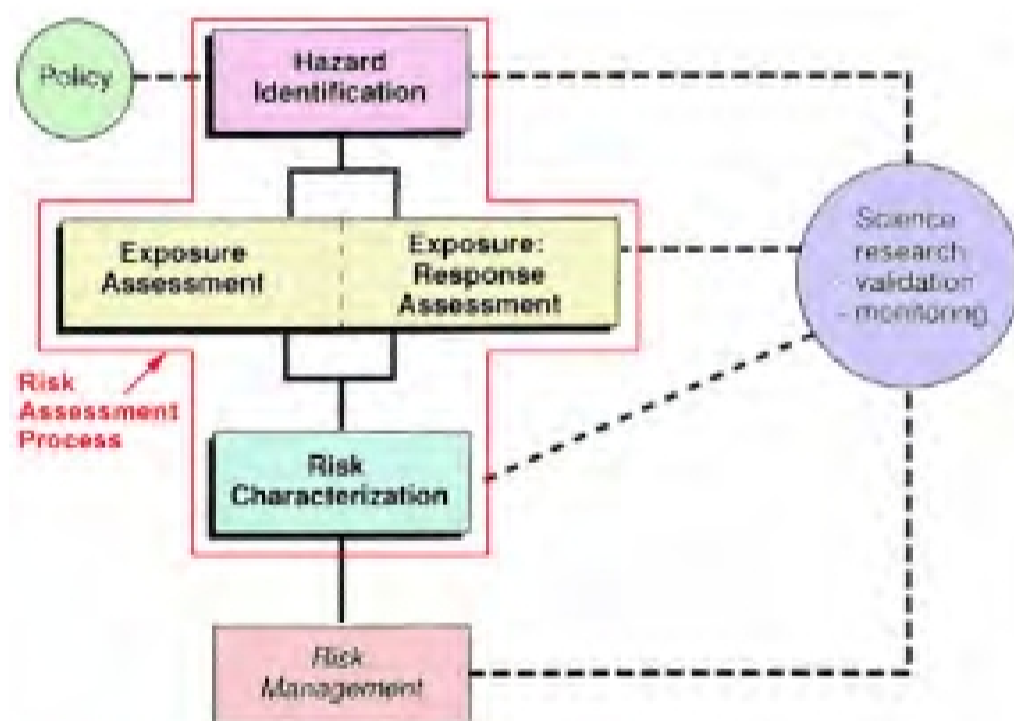 Policy
Hazard
Identification
Exposure
Assessment
Exposure:
Response
Assessment
Science
research
- validation
- monitoring
Risk
Assessment
Process
Risk
Characterization
Risk
Management